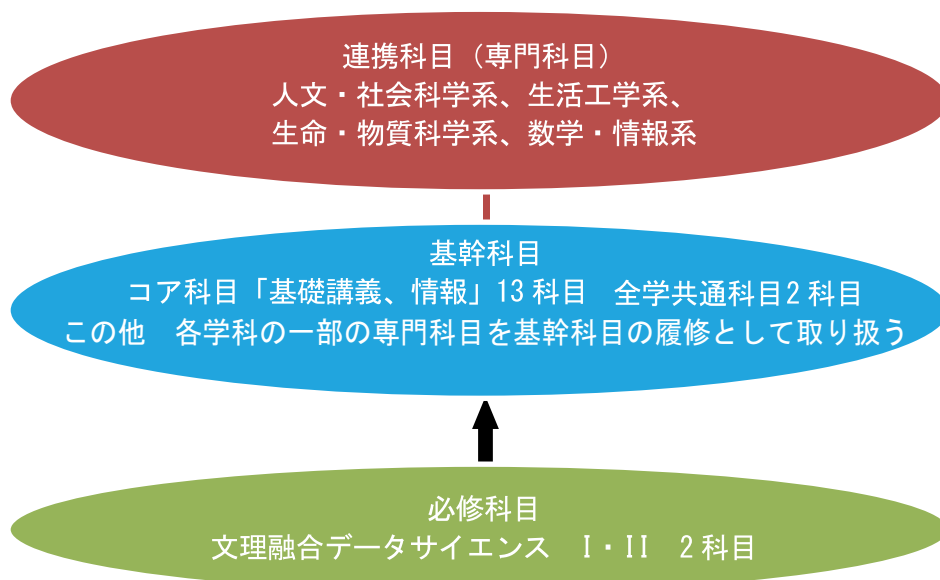 連携科目（専門科目）
人文・社会科学系、生活工学系、
生命・物質科学系、数学・情報系
基幹科目
コア科目「基礎講義、情報」13科目　全学共通科目2科目
この他　各学科の一部の専門科目を基幹科目の履修として取り扱う
必修科目
文理融合データサイエンス　Ⅰ・Ⅱ　2科目